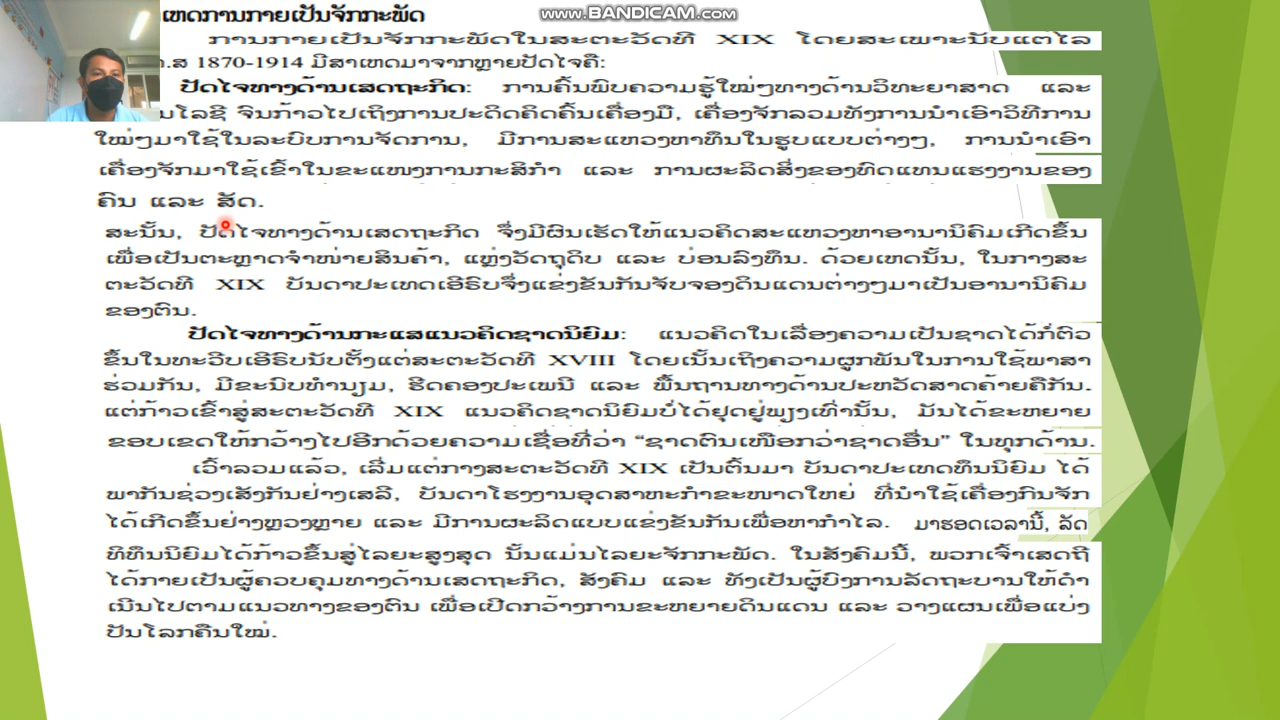 www.BANDICAM.com
ເຫດການກາຍເປັນຈັກກະພັດ
ການກາຍເປັນຈັກກະພັດໃນສະຕະວັດທີ XIX ໂດຍສະເພາະນັບແຕ່ໄລ
.ສ 1870-1914 ມີສາເຫດມາຈາກຫຼາຍປັດໄຈຄື:
ປັດໄຈທາງດ້ານເສດຖະກິດ: ການຄົ້ນພົບຄວາມຮູ້ໃໝ່ໆທາງດ້ານວິທະຍາສາດ ແລະ
ນໂລຊີ ຈົນກ້າວໄປເຖິງການປະດິດຄິດຄົ້ນເຄື່ອງມື, ເຄື່ອງຈັກລວມທັງການນຳເອົາວິທີການ
ໃໝ່ໆມາໃຊ້ໃນລະບົບການຈັດການ, ມີການສະແຫວງຫາທຶນໃນຮູບແບບຕ່າງໆ, ການນຳເອົາ
ເຄື່ອງຈັກມາໃຊ້ເຂົ້າໃນຂະແໜງການກະສິກຳ ແລະ ການຜະລິດສິ່ງຂອງທົດແທນແຮງງານຂອງ
ຄົນ ແລະ ສັດ.
ສະນັ້ນ, ປັດໄຈທາງດ້ານເສດຖະກິດ ຈຶ່ງມີຜົນເຮັດໃຫ້ແນວຄິດສະແຫວງຫາອານານິຄົມເກີດຂຶ້ນ
ເພື່ອເປັນຕະຫຼາດຈຳໜ່າຍສິນຄ້າ, ແຫຼ່ງວັດຖຸດິບ ແລະ ບ່ອນລົງທຶນ. ດ້ວຍເຫດນັ້ນ, ໃນກາງສະ
ຕະວັດທີ XIX ບັນດາປະເທດເອີຣົບຈຶ່ງແຂ່ງຂັນກັນຈັບຈອງດິນແດນຕ່າງໆມາເປັນອານານິຄົມ
ຂອງຕົນ.
ປັດໄຈທາງດ້ານກະແສແນວຄິດຊາດນິຍົມ: ແນວຄິດໃນເລື່ອງຄວາມເປັນຊາດໄດ້ກໍ່ຕົວ
ຂຶ້ນໃນທະວີບເອີຣົບນັບຕັ້ງແຕ່ສະຕະວັດທີ XVIII ໂດຍເນັ້ນເຖິງຄວາມຜູກພັນໃນການໃຊ້ພາສາ
ຮ່ວມກັນ, ມີຂະນົບທຳນຽມ, ຮີດຄອງປະເພນີ ແລະ ພື້ນຖານທາງດ້ານປະຫວັດສາດຄ້າຍຄືກັນ.
ແຕ່ກ້າວເຂົ້າສູ່ສະຕະວັດທີ XIX ແນວຄິດຊາດນິຍົມບໍ່ໄດ້ຢຸດຢູ່ພຽງເທົ່ານັ້ນ, ມັນໄດ້ຂະຫຍາຍ
ຂອບເຂດໃຫ້ກວ້າງໄປອີກດ້ວຍຄວາມເຊື່ອທີ່ວ່າ “ຊາດຕົນເໜືອກວ່າຊາດອື່ນ” ໃນທຸກດ້ານ.
ເວົ້າລວມແລ້ວ, ເລີ່ມແຕ່ກາງສະຕະວັດທີ XIX ເປັນຕົ້ນມາ ບັນດາປະເທດທຶນນິຍົມ ໄດ້
ພາກັນຊ່ວງເສັງກັນຢ່າງເສລີ, ບັນດາໂຮງງານອຸດສາຫະກຳຂະໜາດໃຫຍ່ ທີ່ນຳໃຊ້ເຄື່ອງກົນຈັກ
ໄດ້ເກີດຂຶ້ນຢ່າງຫຼວງຫຼາຍ ແລະ ມີການຜະລິດແບບແຂ່ງຂັນກັນເພື່ອຫາກຳໄລ. ມາຮອດເວລານີ້, ລັດ
ທິທຶນນິຍົມໄດ້ກ້າວຂຶ້ນສູ່ໄລຍະສູງສຸດ ນັ້ນແມ່ນໄລຍະຈັກກະພັດ. ໃນສັງຄົມນີ້, ພວກເຈົ້າເສດຖີ
ໄດ້ກາຍເປັນຜູ້ຄວບຄຸມທາງດ້ານເສດຖະກິດ, ສັງຄົມ ແລະ ທັງເປັນຜູ້ບົງການລັດຖະບານໃຫ້ດຳ
ເນີນໄປຕາມແນວທາງຂອງຕົນ ເພື່ອເປີດກວ້າງການຂະຫຍາຍດິນແດນ ແລະ ວາງແຜນເພື່ອແບ່ງ
ປັນໂລກຄືນໃໝ່.